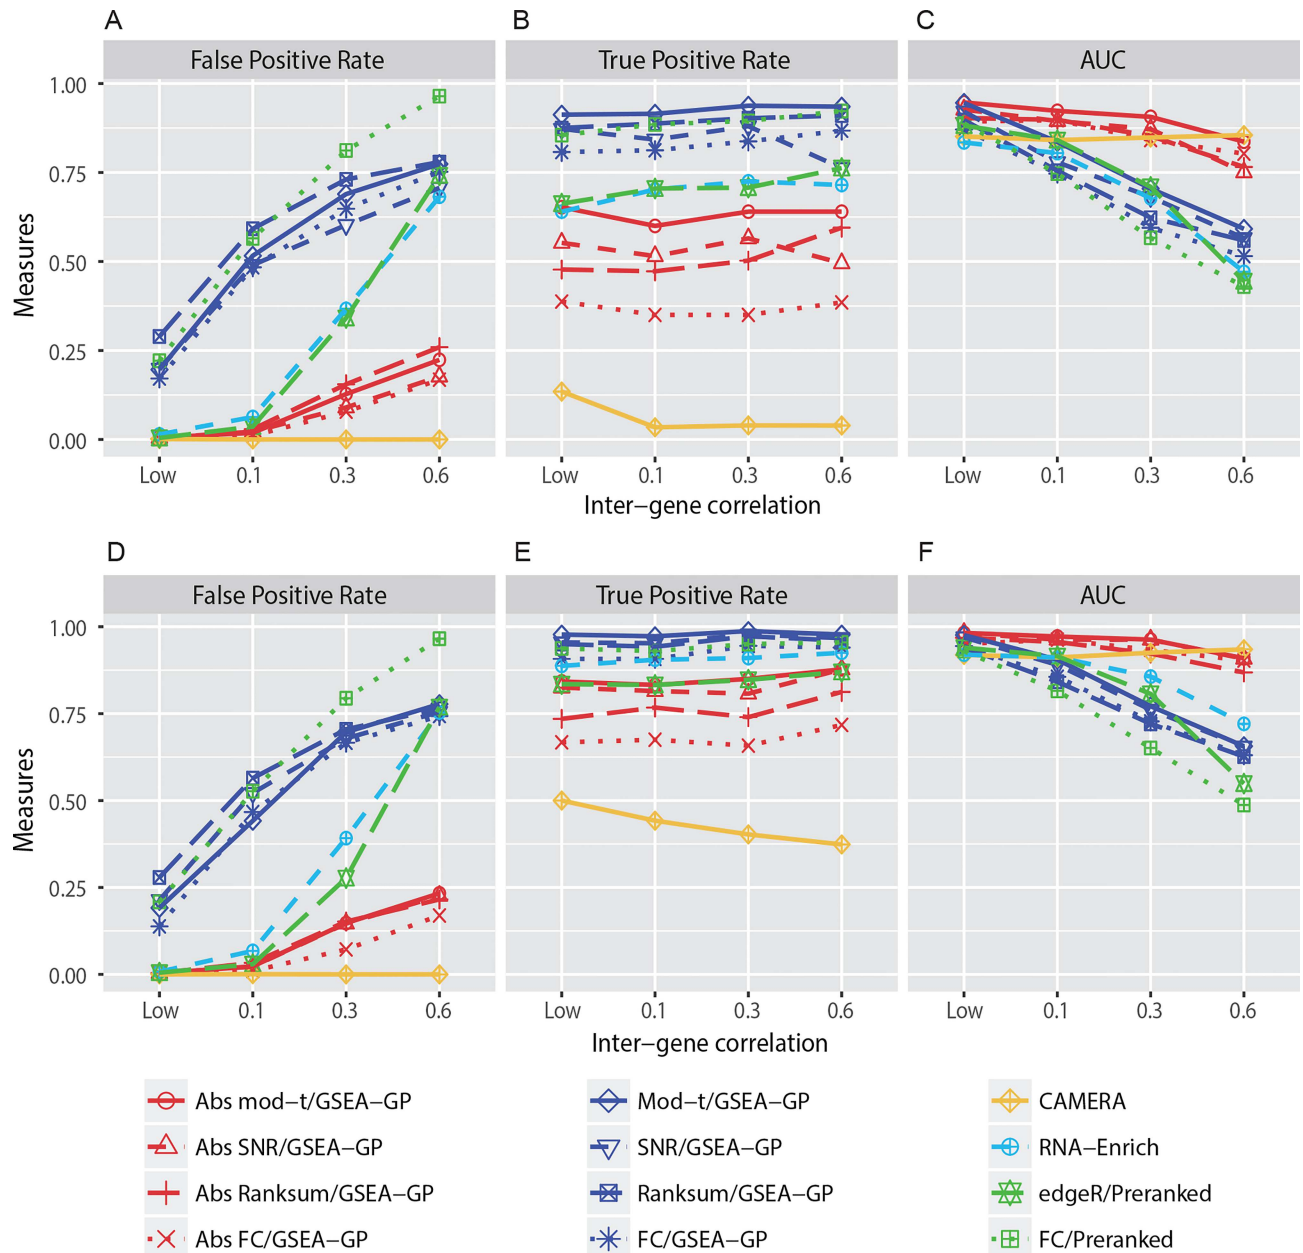 A
B
C
False Positive Rate
True Positive Rate
AUC
Measures
1.00
0.75
0.50
0.25
0.00
Low 0.1 0.3 0.6
Low 0.1 0.3 0.6
Low 0.1 0.3 0.6
Inter−gene correlation
D
E
F
False Positive Rate
True Positive Rate
AUC
Measures
1.00
0.75
0.50
0.25
0.00
Low 0.1 0.3 0.6
Low 0.1 0.3 0.6
Low 0.1 0.3 0.6
Inter−gene correlation
Abs mod−t/GSEA−GP
Abs SNR/GSEA−GP
Abs Ranksum/GSEA−GP
Abs FC/GSEA−GP
Mod−t/GSEA−GP
SNR/GSEA−GP
Ranksum/GSEA−GP
FC/GSEA−GP
CAMERA
RNA−Enrich
edgeR/Preranked
FC/Preranked